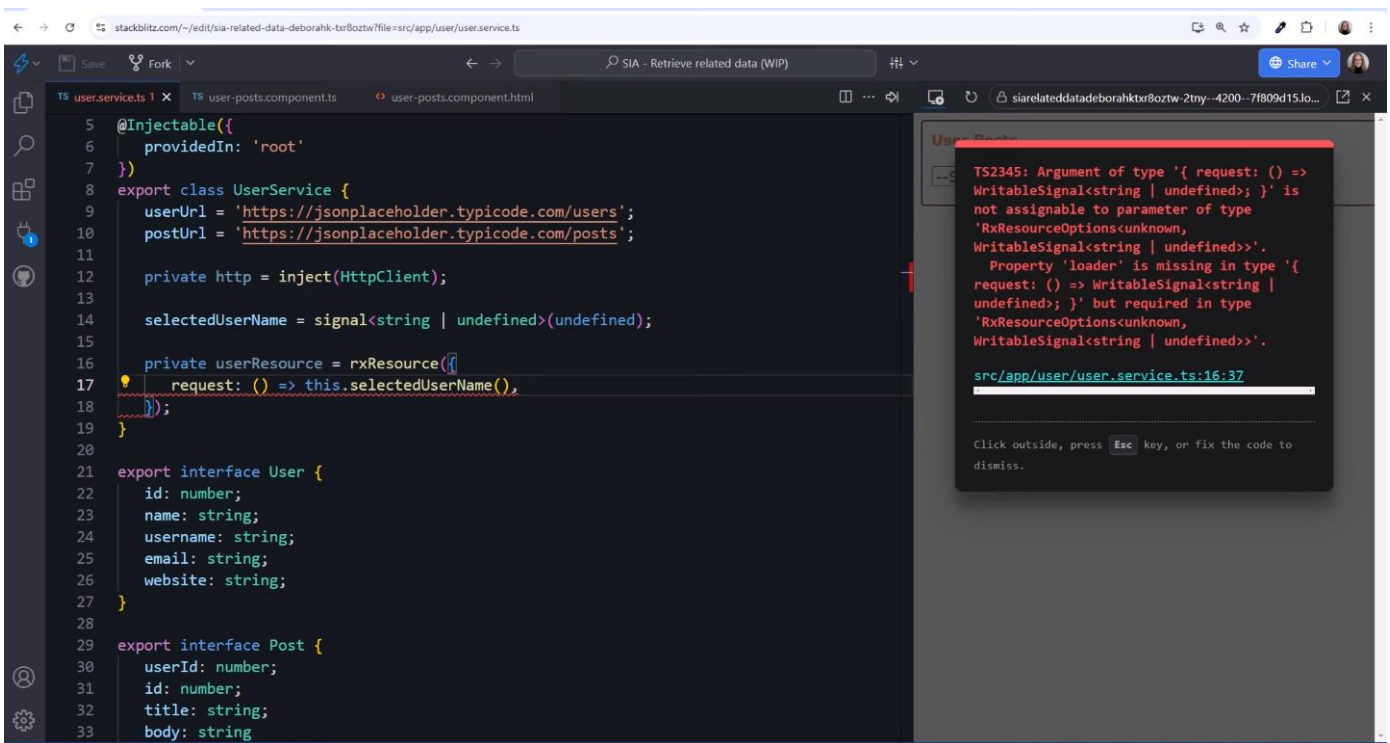 stackblitz.com/~/edit/sia-related-data-deborahk-txr8oztw?file=src/app/user/user.service.ts
Save Fork SIA - Retrieve related data (WIP) Share
TS user.service.ts 1 X TS user-posts.component.ts <> user-posts.component.html
siarelateddatadeborahktxr8oztw-2tny--4200--7f809d15.lo...
5 @Injectable({
6 providedIn: 'root'
7 })
8 export class UserService {
9 userUrl = 'https://jsonplaceholder.typicode.com/users';
10 postUrl = 'https://jsonplaceholder.typicode.com/posts';
11
12 private http = inject(HttpClient);
13
14 selectedUserName = signal<string | undefined>(undefined);
15
16 private userResource = rxResource({
17 request: () => this.selectedUserName(),
18 });
19 }
20
21 export interface User {
22 id: number;
23 name: string;
24 username: string;
25 email: string;
26 website: string;
27 }
28
29 export interface Post {
30 userId: number;
31 id: number;
32 title: string;
33 body: string
1
User Posts
--S
TS2345: Argument of type '{ request: () =>
WritableSignal<string | undefined>; }' is
not assignable to parameter of type
'RxResourceOptions<unknown,
WritableSignal<string | undefined>>'.
Property 'loader' is missing in type '{
request: () => WritableSignal<string |
undefined>; }' but required in type
'RxResourceOptions<unknown,
WritableSignal<string | undefined>>'.
src/app/user/user.service.ts:16:37
Click outside, press Esc key, or fix the code to
dismiss.